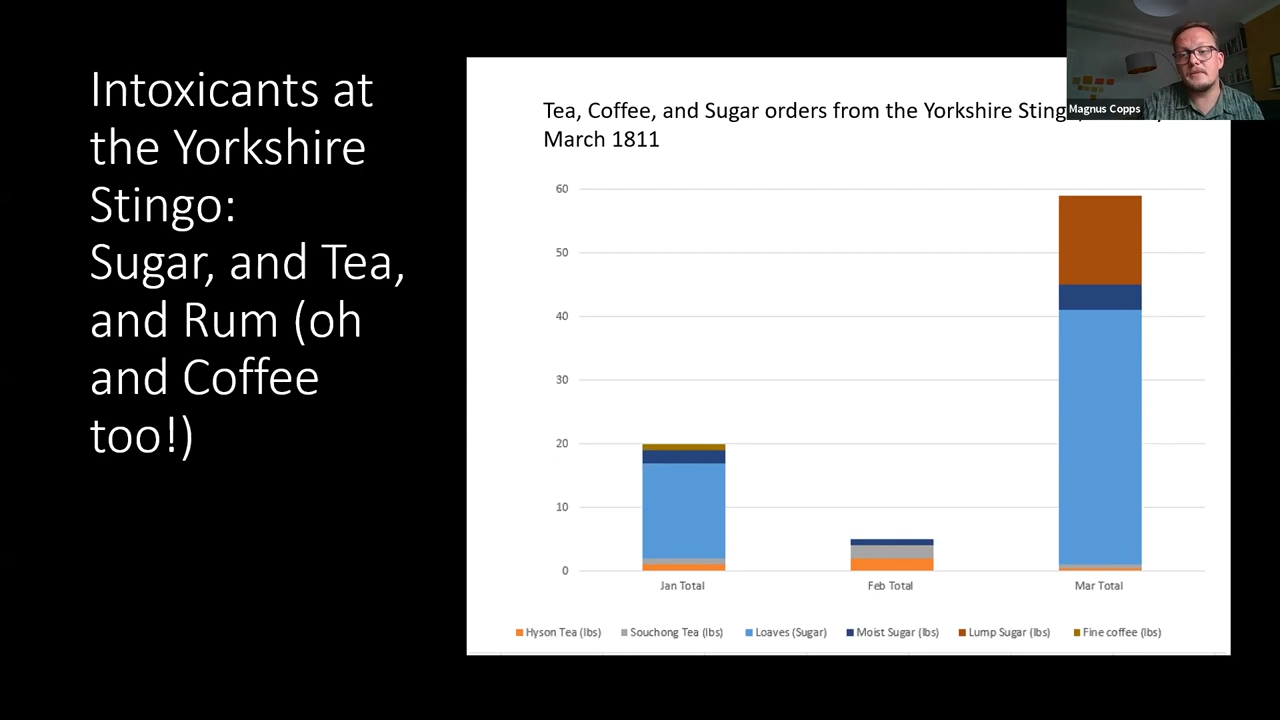 Intoxicants at
the Yorkshire
Stingo:
Sugar, and Tea,
and Rum (oh
and Coffee
too!)
Magnus Copps
Tea, Coffee, and Sugar orders from the Yorkshire
March 1811
60
50
40
30
20
10
0
Jan Total
Feb Total
Mar Total
Hyson Tea (lbs)
Souchong Tea (lbs)
Loaves (Sugar)
Moist Sugar (lbs)
Lump Sugar (lbs)
Fine coffee (lbs)